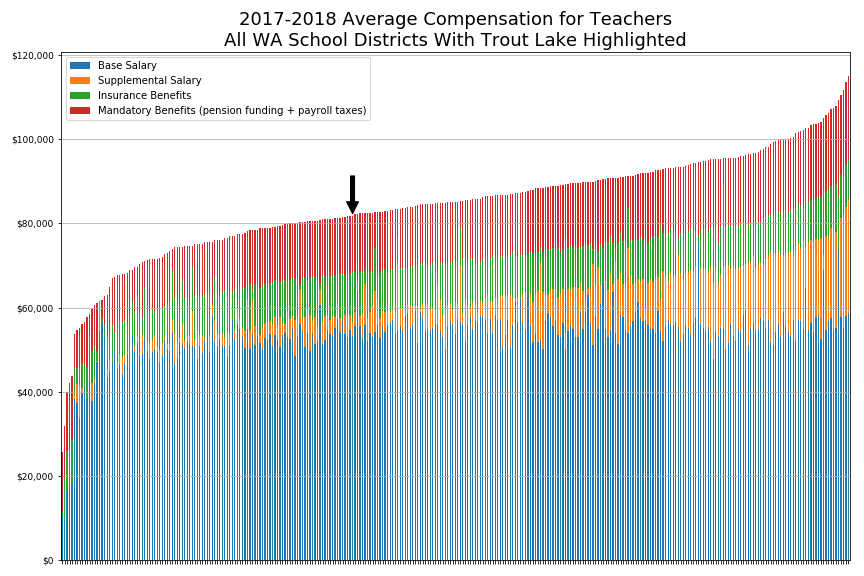 2017-2018 Average Compensation for Teachers
All WA School Districts With Trout Lake Highlighted
Base Salary
Supplemental Salary
Insurance Benefits
Mandatory Benefits (pension funding + payroll taxes)
$120,000
$100,000
$80,000
$60,000
$40,000
$20,000
$0